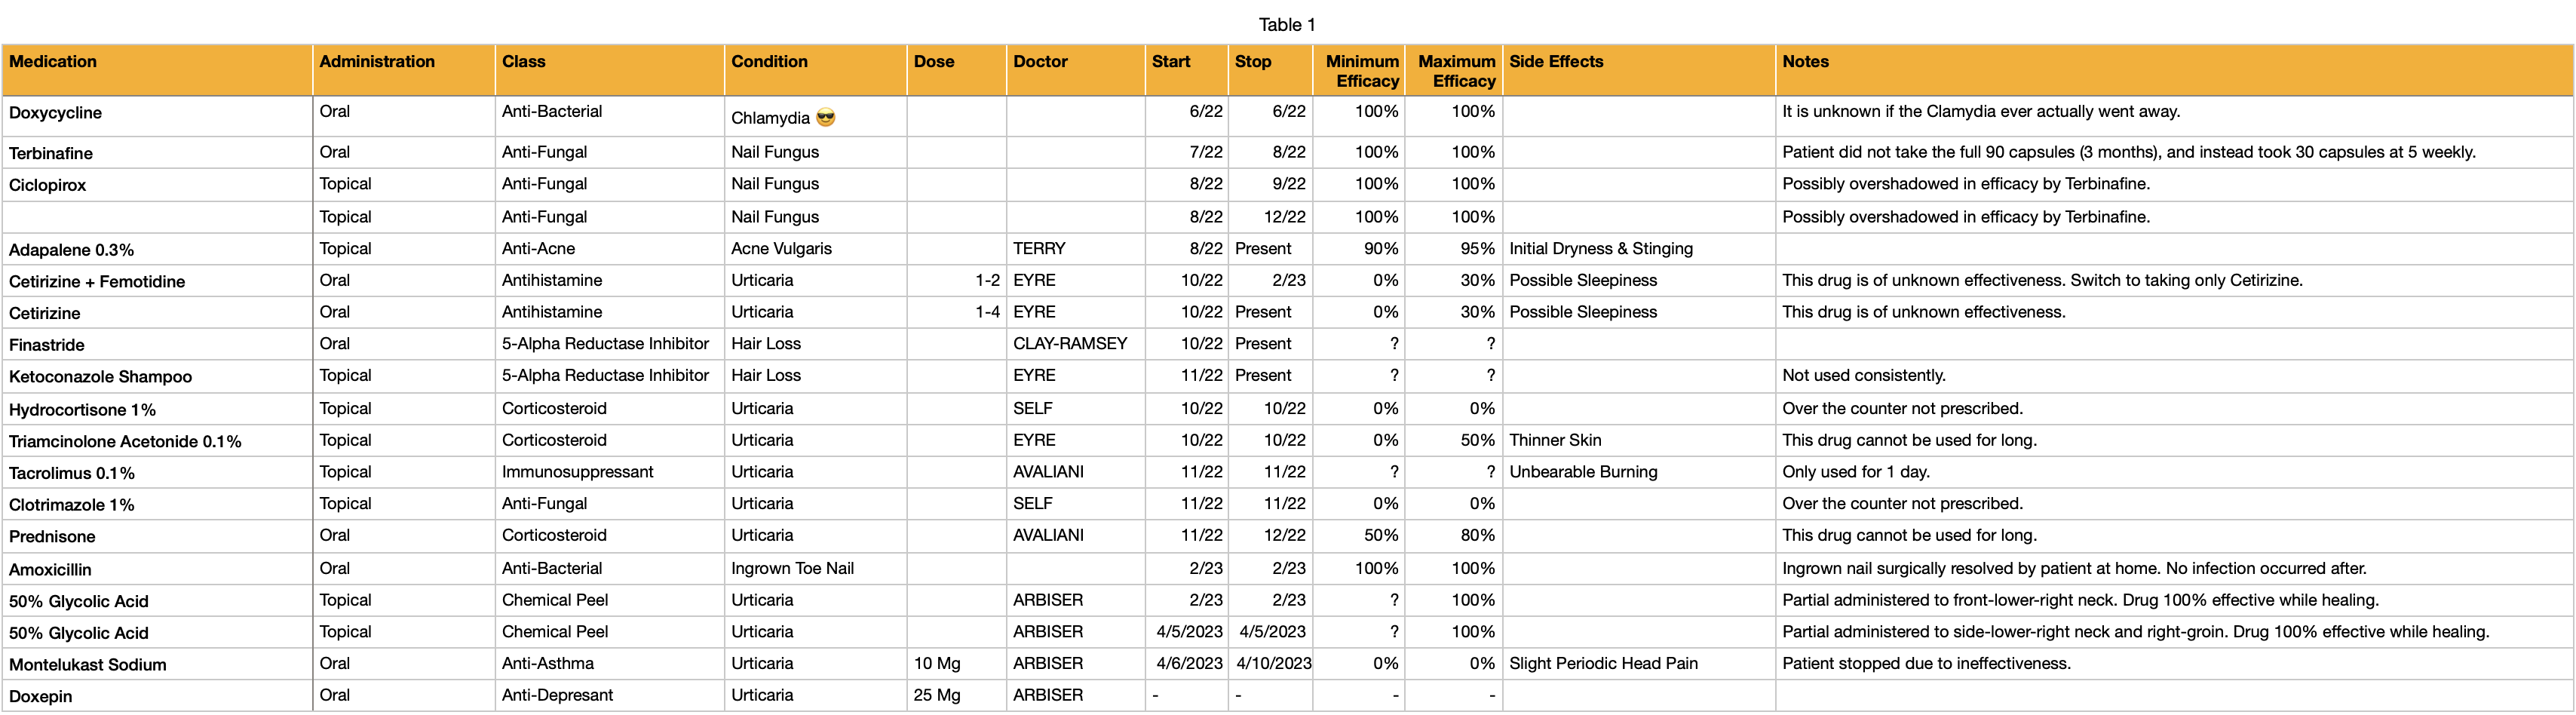 Table 1
Medication Administration Class Condition Dose Doctor Start Stop Minimum Efficacy Maximum Efficacy Side Effects Notes
Doxycycline Oral Anti-Bacterial Chlamydia 😎 6/22 6/22 100% 100% It is unknown if the Clamydia ever actually went away.
Terbinafine Oral Anti-Fungal Nail Fungus 7/22 8/22 100% 100% Patient did not take the full 90 capsules (3 months), and instead took 30 capsules at 5 weekly.
Ciclopirox Topical Anti-Fungal Nail Fungus 8/22 9/22 100% 100% Possibly overshadowed in efficacy by Terbinafine.
Topical Anti-Fungal Nail Fungus 8/22 12/22 100% 100% Possibly overshadowed in efficacy by Terbinafine.
Adapalene 0.3% Topical Anti-Acne Acne Vulgaris TERRY 8/22 Present 90% 95% Initial Dryness & Stinging
Cetirizine + Femotidine Oral Antihistamine Urticaria 1-2 EYRE 10/22 2/23 0% 30% Possible Sleepiness This drug is of unknown effectiveness. Switch to taking only Cetirizine.
Cetirizine Oral Antihistamine Urticaria 1-4 EYRE 10/22 Present 0% 30% Possible Sleepiness This drug is of unknown effectiveness.
Finastride Oral 5-Alpha Reductase Inhibitor Hair Loss CLAY-RAMSEY 10/22 Present ? ?
Ketoconazole Shampoo Topical 5-Alpha Reductase Inhibitor Hair Loss EYRE 11/22 Present ? ? Not used consistently.
Hydrocortisone 1% Topical Corticosteroid Urticaria SELF 10/22 10/22 0% 0% Over the counter not prescribed.
Triamcinolone Acetonide 0.1% Topical Corticosteroid Urticaria EYRE 10/22 10/22 0% 50% Thinner Skin This drug cannot be used for long.
Tacrolimus 0.1% Topical Immunosuppressant Urticaria AVALIANI 11/22 11/22 ? ? Unbearable Burning Only used for 1 day.
Clotrimazole 1% Topical Anti-Fungal Urticaria SELF 11/22 11/22 0% 0% Over the counter not prescribed.
Prednisone Oral Corticosteroid Urticaria AVALIANI 11/22 12/22 50% 80% This drug cannot be used for long.
Amoxicillin Oral Anti-Bacterial Ingrown Toe Nail 2/23 2/23 100% 100% Ingrown nail surgically resolved by patient at home. No infection occurred after.
50% Glycolic Acid Topical Chemical Peel Urticaria ARBISER 2/23 2/23 ? 100% Partial administered to front-lower-right neck. Drug 100% effective while healing.
50% Glycolic Acid Topical Chemical Peel Urticaria ARBISER 4/5/2023 4/5/2023 ? 100% Partial administered to side-lower-right neck and right-groin. Drug 100% effective while healing.
Montelukast Sodium Oral Anti-Asthma Urticaria 10 Mg ARBISER 4/6/2023 4/10/2023 0% 0% Slight Periodic Head Pain Patient stopped due to ineffectiveness.
Doxepin Oral Anti-Depresant Urticaria 25 Mg ARBISER - - - -